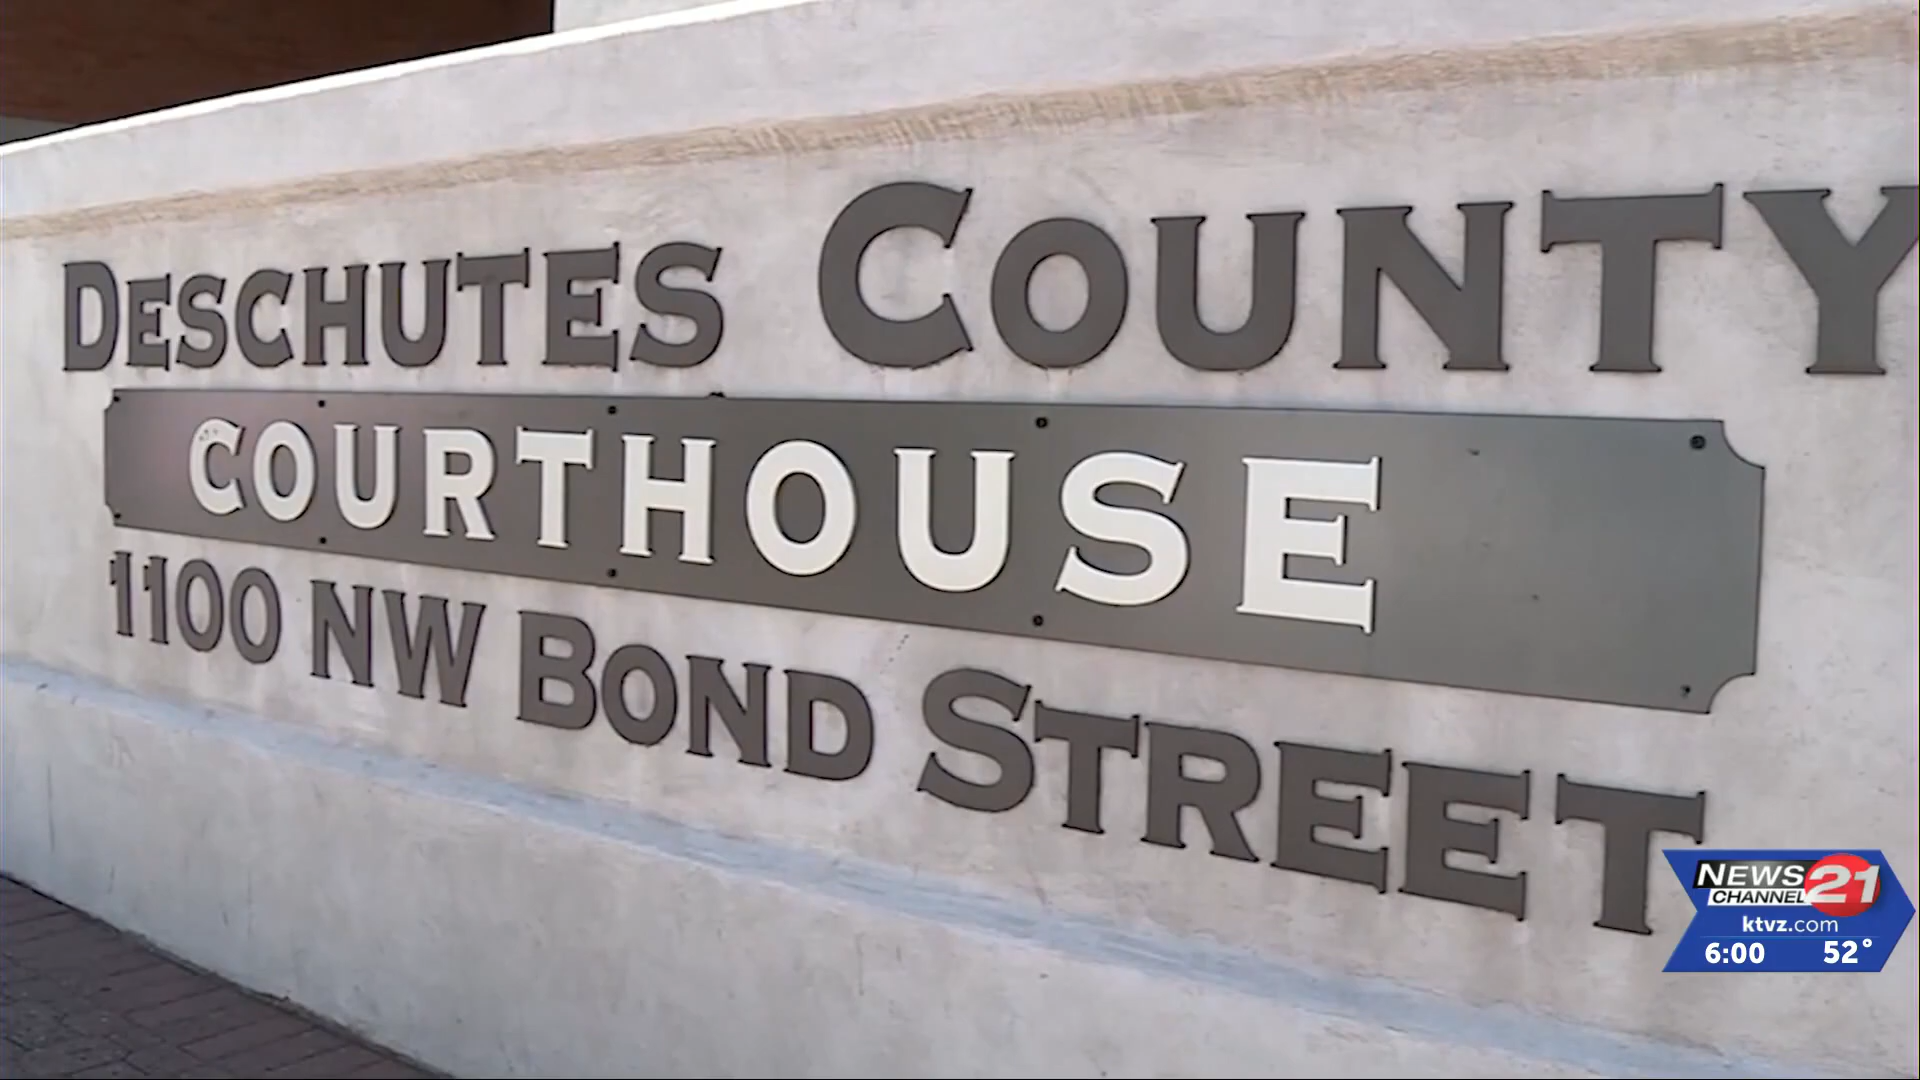 DESCHUTES COUNTY
COURTHOUSE
1100 NW BOND STREET
NEWS
CHANNEL 21
ktvz.com
6:00 52°